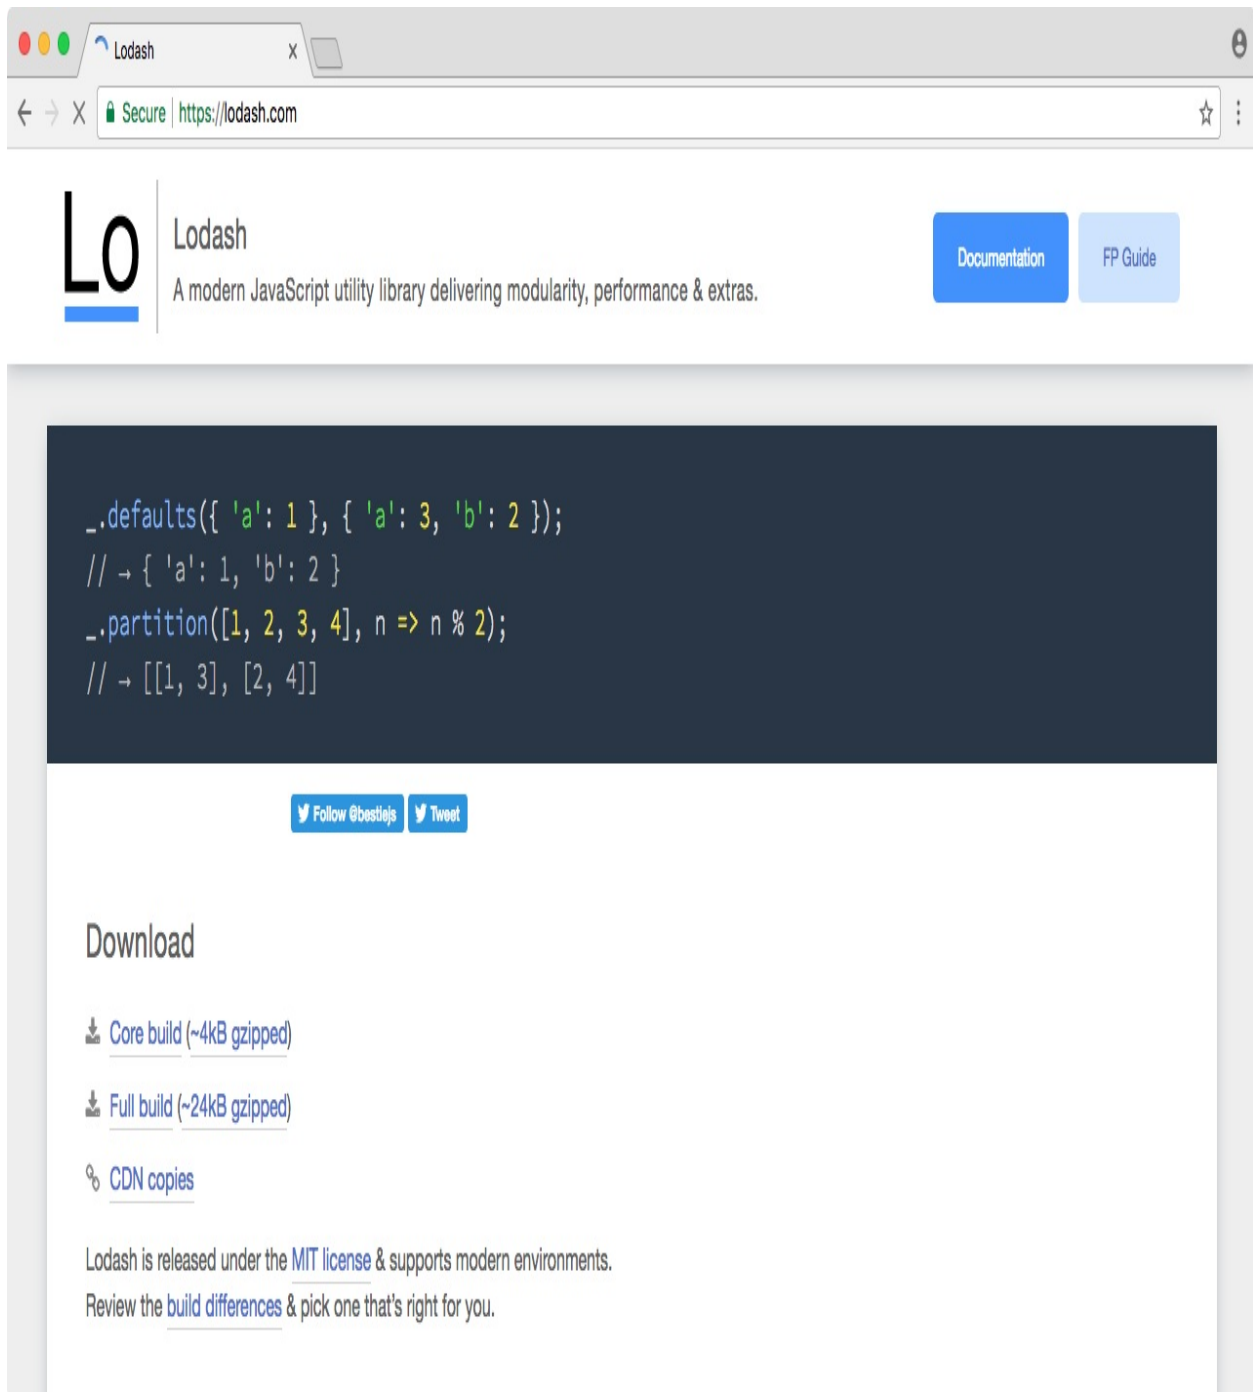 Lodash
Secure | https://lodash.com
Lo
Lodash
A modern JavaScript utility library delivering modularity, performance & extras.
Documentation
FP Guide
_.defaults({ 'a': 1 }, { 'a': 3, 'b': 2 });
// → { 'a': 1, 'b': 2 }
_.partition([1, 2, 3, 4], n => n % 2);
// → [[1, 3], [2, 4]]
Follow @bestiejs
Tweet
Download
Core build (~4kB gzipped)
Full build (~24kB gzipped)
CDN copies
Lodash is released under the MIT license & supports modern environments.
Review the build differences & pick one that's right for you.